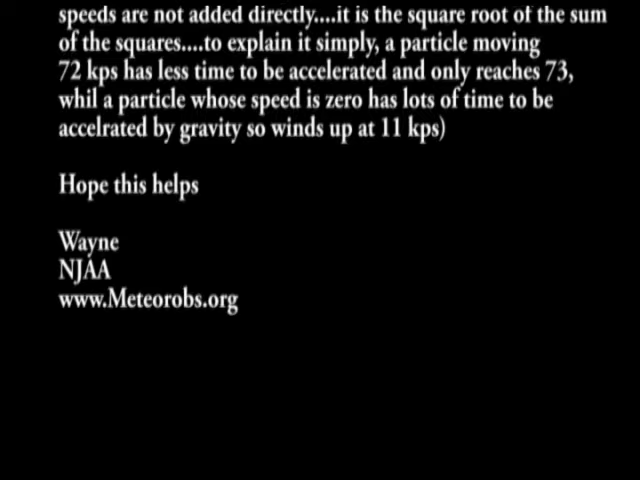 speeds are not added directly....it is the square root of the sum
of the squares....to explain it simply, a particle moving
72 kps has less time to be accelerated and only reaches 73,
whil a particle whose speed is zero has lots of time to be
accelrated by gravity so winds up at 11 kps)
Hope this helps
Wayne
NJAA
www.Meteorobs.org